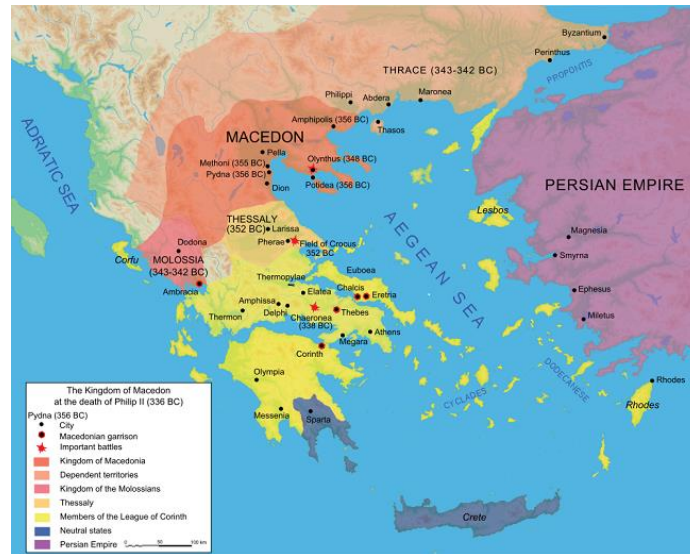 Byzantium
Perinthus
THRACE (343-342 BC)
PROPONTIS
Philippi
Abdera
Maronea
Amphipolis (356 BC)
Thasos
ADRIATIC SEA
MACEDON
Pella
Methoni (355 BC)
Olynthus (348 BC)
Pydna (356 BC)
Potidea (356 BC)
Dion
PERSIAN EMPIRE
AEGEAN SEA
Lesbos
THESSALY
(352 BC)
Larissa
Pherae
Field of Crocus
352 BC
Magnesia
Smyrna
Dodona
MOLOSSIA
(343-342 BC)
Corfu
Ambracia
Thermopylae
Euboea
Elatea
Chalcis
Eretria
Ephesus
Amphissa
Delphi
Thermon
Chaeronea
(338 BC)
Thebes
Miletus
Athens
Megara
Corinth
Olympia
CYCLADES
DODECANESE
Rhodes
Rhodes
Messenia
Sparta
Crete
The Kingdom of Macedon
at the death of Philip II (336 BC)
Pydna (356 BC)
City
Macedonian garrison
Important battles
Kingdom of Macedonia
Dependent territories
Kingdom of the Molossians
Thessaly
Members of the League of Corinth
Neutral states
Persian Empire
0 50 100 km